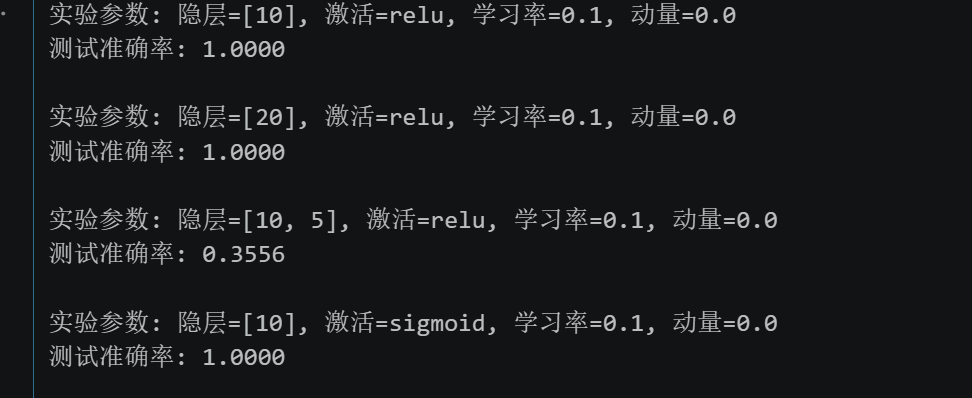 实验参数: 隐层=[10], 激活=relu, 学习率=0.1, 动量=0.0
测试准确率: 1.0000
实验参数: 隐层=[20], 激活=relu, 学习率=0.1, 动量=0.0
测试准确率: 1.0000
实验参数: 隐层=[10, 5], 激活=relu, 学习率=0.1, 动量=0.0
测试准确率: 0.3556
实验参数: 隐层=[10], 激活=sigmoid, 学习率=0.1, 动量=0.0
测试准确率: 1.0000